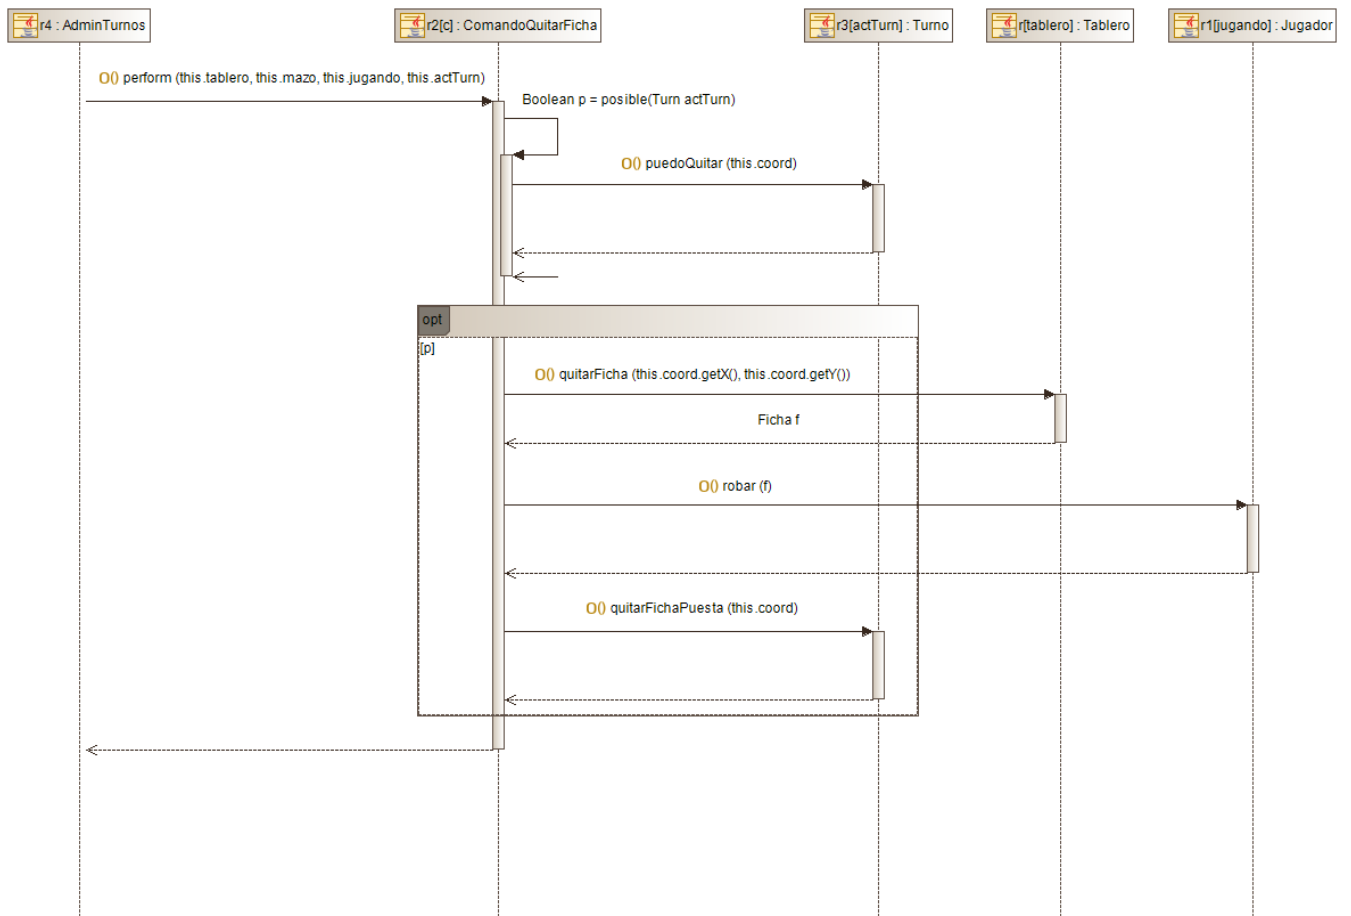 r4 : AdminTurnos
r2[c] : ComandoQuitarFicha
r3[actTurn] : Turno
r[tablero] : Tablero
r1[jugando] : Jugador
O() perform (this.tablero, this.mazo, this.jugando, this.actTurn)
Boolean p = posible(Turn actTurn)
O() puedoQuitar (this.coord)
opt
[p]
O() quitarFicha (this.coord.getX(), this.coord.getY())
Ficha f
O() robar (f)
O() quitarFichaPuesta (this.coord)